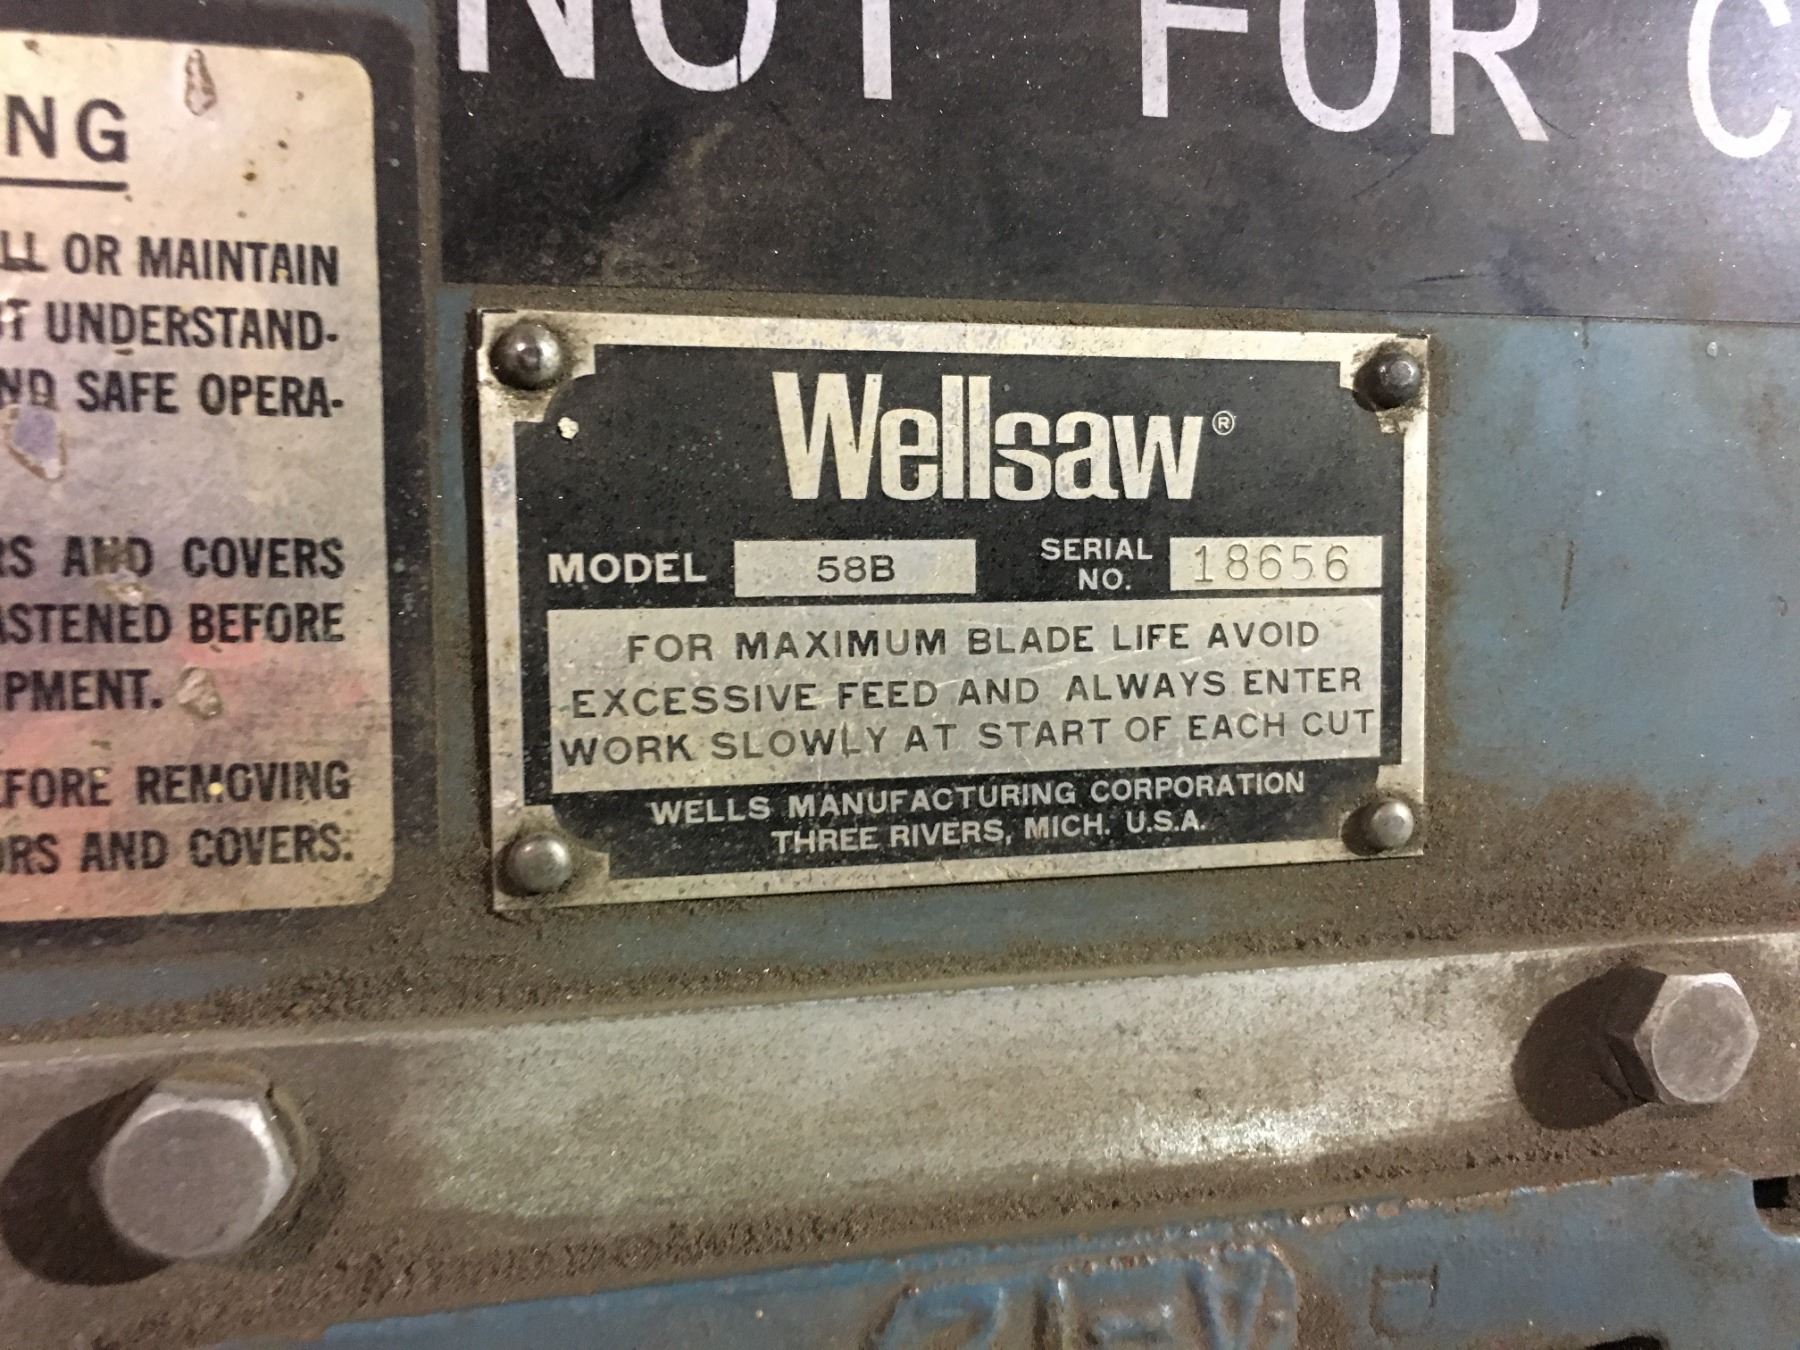 NOT FOR C
NG
LL OR MAINTAIN
UNDERSTAND-
ND SAFE OPERA-
RS AND COVERS
ASTENED BEFORE
IPMENT.
EFORE REMOVING
ORS AND COVERS.
Wellsaw®
MODEL 58B SERIAL NO. 18656
FOR MAXIMUM BLADE LIFE AVOID
EXCESSIVE FEED AND ALWAYS ENTER
WORK SLOWLY AT START OF EACH CUT
WELLS MANUFACTURING CORPORATION
THREE RIVERS, MICH. U.S.A.